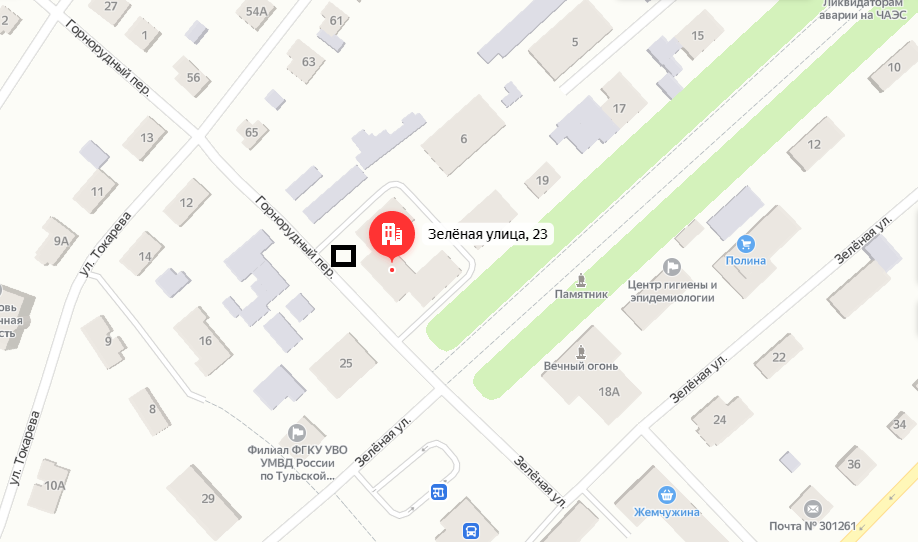 2
27
1
54А
61
63
56
65
Горнорудный пер.
5
15
17
6
19
Ликвидаторам
аварии на ЧАЭС
10
12
13
11
12
9А
14
ул. Токарева
Горнорудный пер.
Зелёная улица, 23
Зелёная ул.
Полина
Центр гигиены и
эпидемиологии
Памятник
Вечный огонь
18А
овь
нная
сть
9
16
25
8
22
24
34
36
Зелёная ул.
Зелёная ул.
Зелёная ул.
Филиал ФГКУ УВО
УМВД России
по Тульской...
ул. Токарева
10А
29
Жемчужина
Почта № 301261